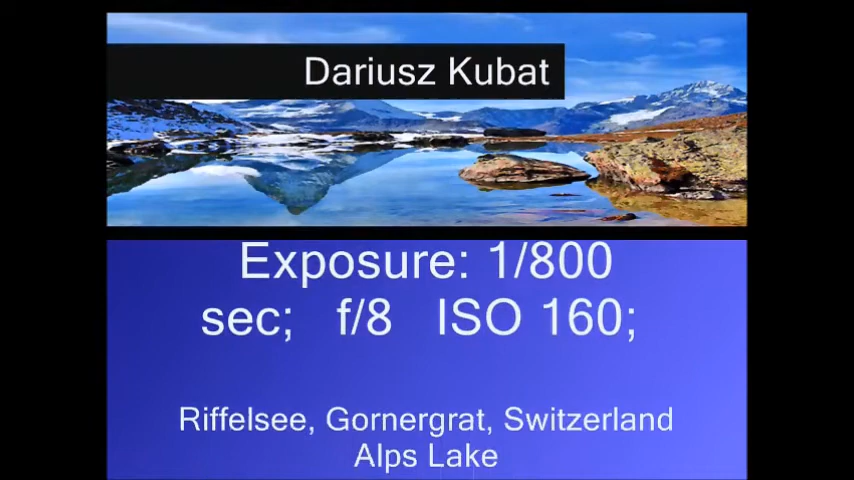 Dariusz Kubat
Exposure: 1/800
sec; f/8 ISO 160;
Riffelsee, Gornergrat, Switzerland
Alps Lake